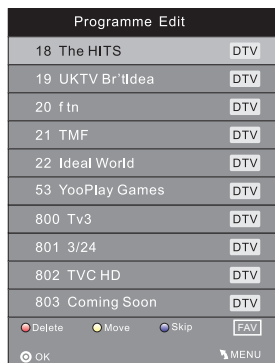 Programme Edit
18 The HITS DTV
19 UKTV Br'tIdea DTV
20 ftn DTV
21 TMF DTV
22 Ideal World DTV
53 YooPlay Games DTV
800 Tv3 DTV
801 3/24 DTV
802 TVC HD DTV
803 Coming Soon DTV
Delete Move Skip FAV
OK MENU